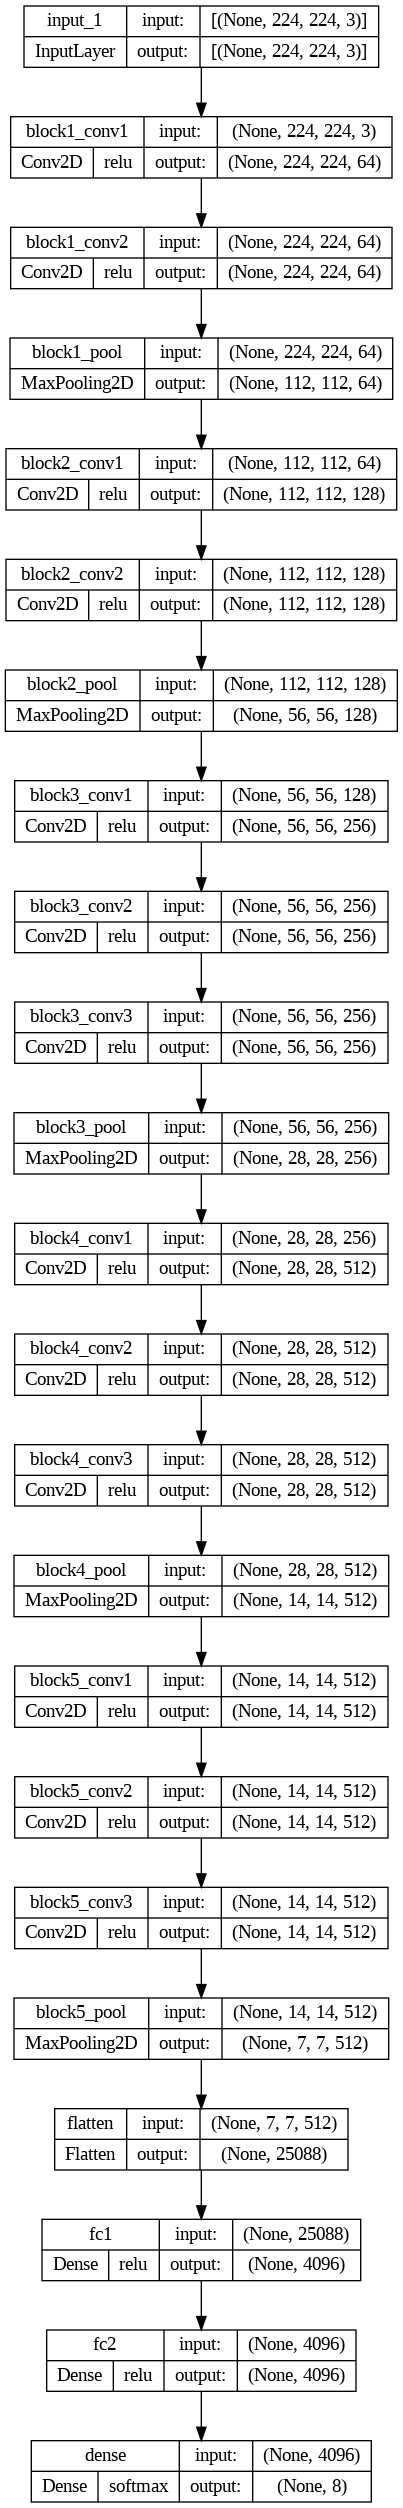 input_1 input: [(None, 224, 224, 3)]
InputLayer output: [(None, 224, 224, 3)]
block1_conv1 input: (None, 224, 224, 3)
Conv2D relu output: (None, 224, 224, 64)
block1_conv2 input: (None, 224, 224, 64)
Conv2D relu output: (None, 224, 224, 64)
block1_pool input: (None, 224, 224, 64)
MaxPooling2D output: (None, 112, 112, 64)
block2_conv1 input: (None, 112, 112, 64)
Conv2D relu output: (None, 112, 112, 128)
block2_conv2 input: (None, 112, 112, 128)
Conv2D relu output: (None, 112, 112, 128)
block2_pool input: (None, 112, 112, 128)
MaxPooling2D output: (None, 56, 56, 128)
block3_conv1 input: (None, 56, 56, 128)
Conv2D relu output: (None, 56, 56, 256)
block3_conv2 input: (None, 56, 56, 256)
Conv2D relu output: (None, 56, 56, 256)
block3_conv3 input: (None, 56, 56, 256)
Conv2D relu output: (None, 56, 56, 256)
block3_pool input: (None, 56, 56, 256)
MaxPooling2D output: (None, 28, 28, 256)
block4_conv1 input: (None, 28, 28, 256)
Conv2D relu output: (None, 28, 28, 512)
block4_conv2 input: (None, 28, 28, 512)
Conv2D relu output: (None, 28, 28, 512)
block4_conv3 input: (None, 28, 28, 512)
Conv2D relu output: (None, 28, 28, 512)
block4_pool input: (None, 28, 28, 512)
MaxPooling2D output: (None, 14, 14, 512)
block5_conv1 input: (None, 14, 14, 512)
Conv2D relu output: (None, 14, 14, 512)
block5_conv2 input: (None, 14, 14, 512)
Conv2D relu output: (None, 14, 14, 512)
block5_conv3 input: (None, 14, 14, 512)
Conv2D relu output: (None, 14, 14, 512)
block5_pool input: (None, 14, 14, 512)
MaxPooling2D output: (None, 7, 7, 512)
flatten input: (None, 7, 7, 512)
Flatten output: (None, 25088)
fc1 input: (None, 25088)
Dense relu output: (None, 4096)
fc2 input: (None, 4096)
Dense relu output: (None, 4096)
dense input: (None, 4096)
Dense softmax output: (None, 8)